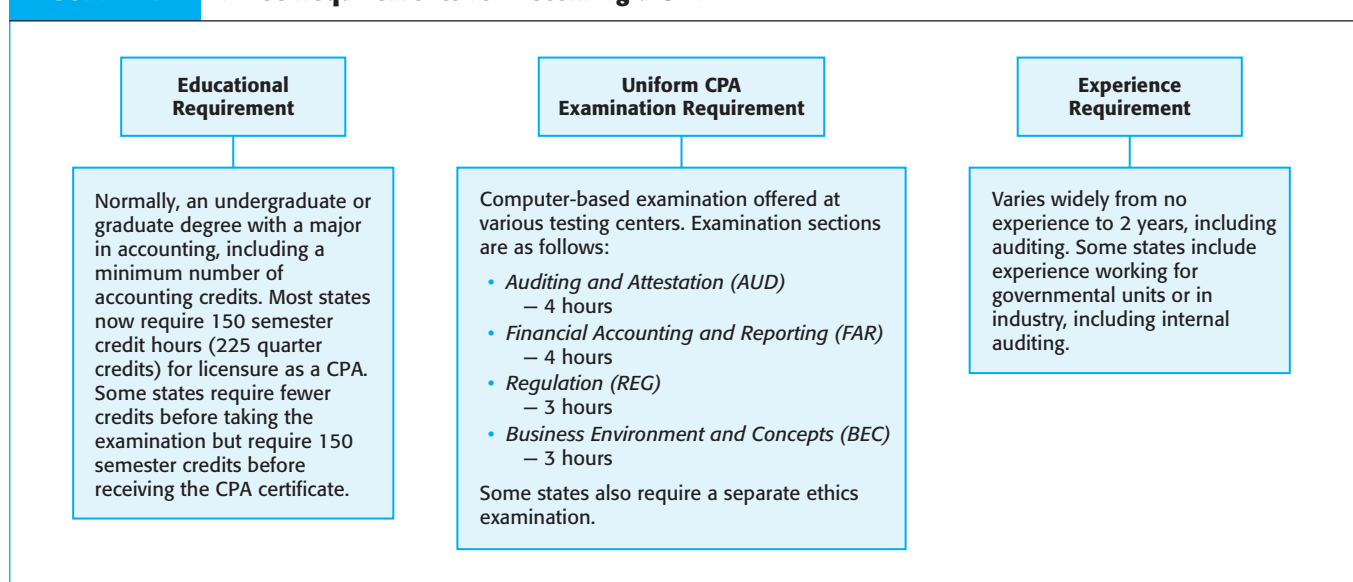 Educational
Requirement
Normally, an undergraduate or
graduate degree with a major
in accounting, including a
minimum number of
accounting credits. Most states
now require 150 semester
credit hours (225 quarter
credits) for licensure as a CPA.
Some states require fewer
credits before taking the
examination but require 150
semester credits before
receiving the CPA certificate.
Uniform CPA
Examination Requirement
Computer-based examination offered at
various testing centers. Examination sections
are as follows:
• Auditing and Attestation (AUD)
— 4 hours
• Financial Accounting and Reporting (FAR)
— 4 hours
• Regulation (REG)
— 3 hours
• Business Environment and Concepts (BEC)
— 3 hours
Some states also require a separate ethics
examination.
Experience
Requirement
Varies widely from no
experience to 2 years, including
auditing. Some states include
experience working for
governmental units or in
industry, including internal
auditing.